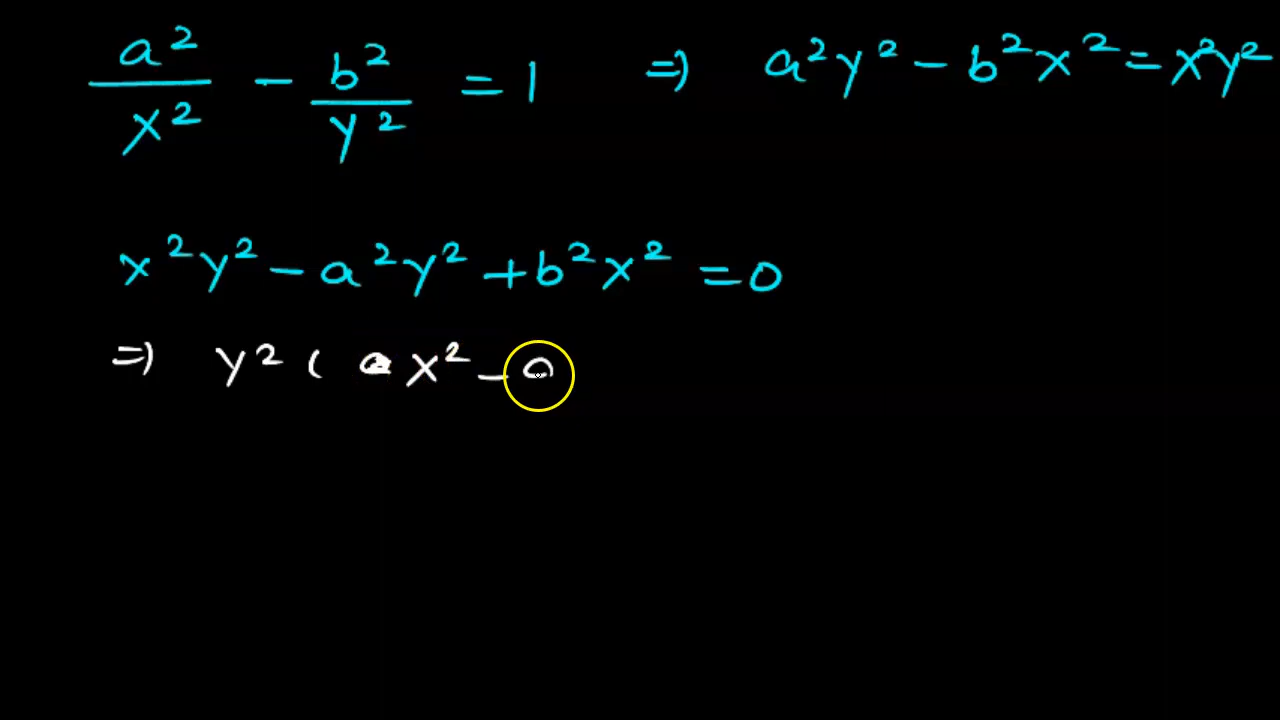 a²/x² - b²/y² = 1 ⇒ a²y² - b²x² = x²y²
x²y² - a²y² + b²x² = 0
⇒ y² ( x² -